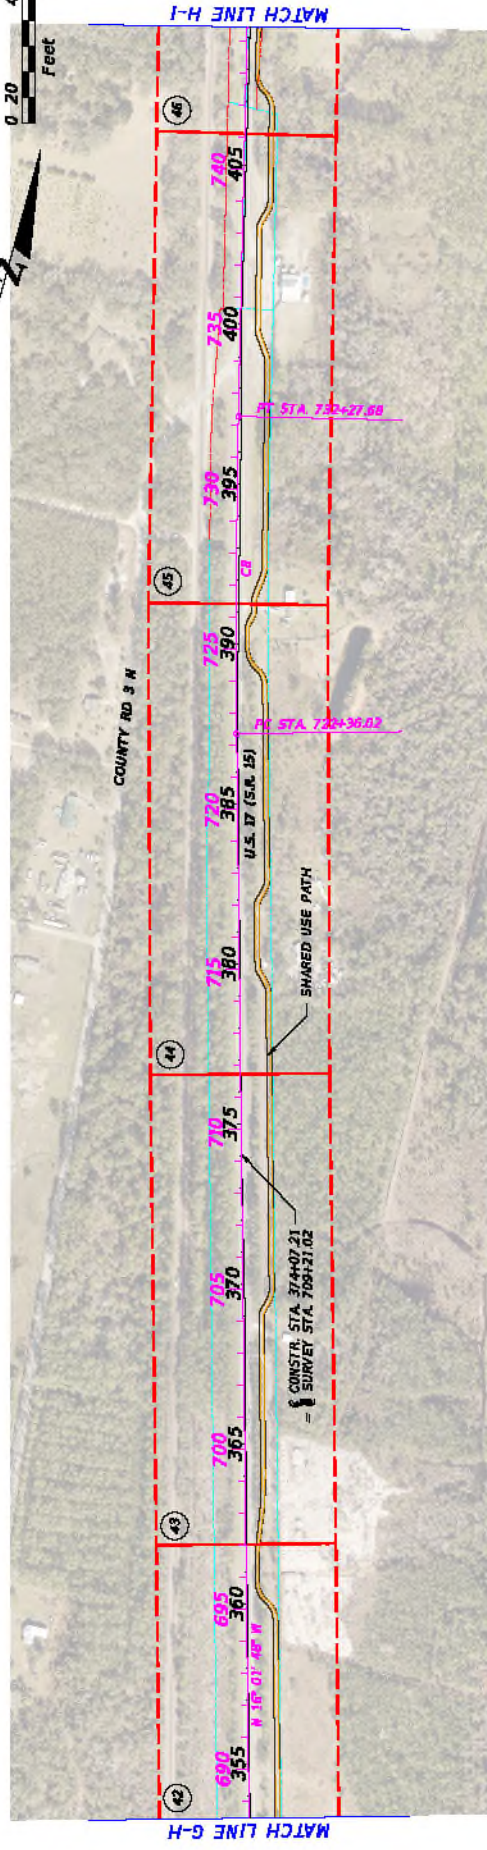 MATCH LINE H-I
0 20
Feet
46
740
405
735
400
PT STA. 732+27.68
730
395
C8
45
725
390
COUNTY RD 3 N
PC STA. 722+36.02
U.S. 17 (S.R. 15)
720
385
SHARED USE PATH
715
380
44
710
375
CONSTR. STA. 374+07.21
= SURVEY STA. 709+21.02
705
370
700
365
43
695
360
N 16° 01' 48" W
690
355
42
MATCH LINE G-H